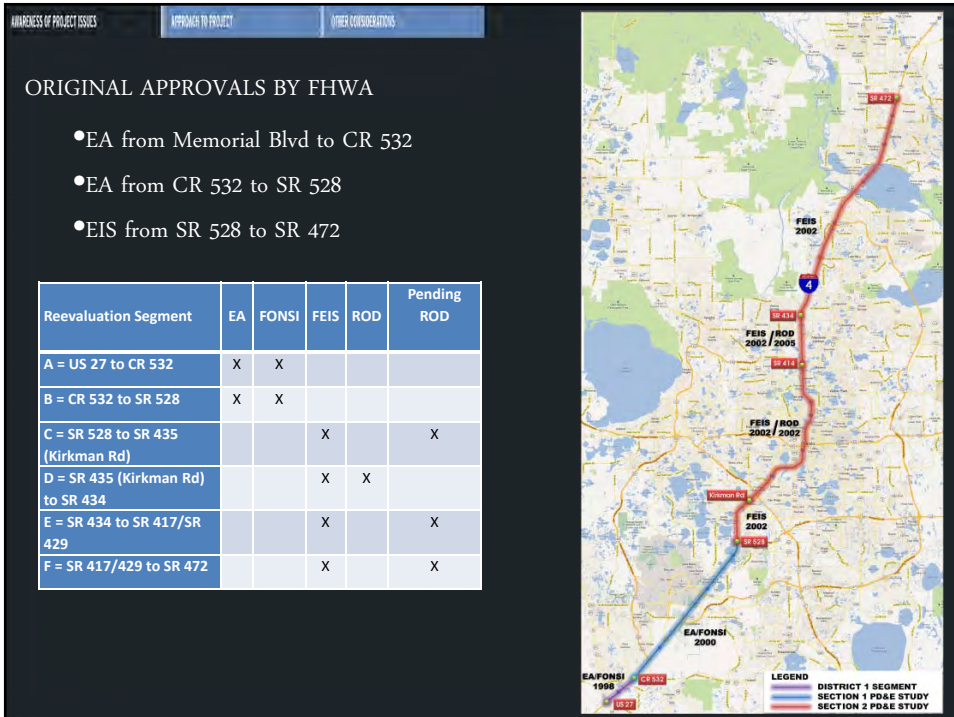 AWARENESS OF PROJECT ISSUES
APPROACH TO PROJECT
OTHER CONSIDERATIONS
ORIGINAL APPROVALS BY FHWA
•EA from Memorial Blvd to CR 532
•EA from CR 532 to SR 528
•EIS from SR 528 to SR 472
Reevaluation Segment EA FONSI FEIS ROD Pending ROD
A = US 27 to CR 532 X X
B = CR 532 to SR 528 X X
C = SR 528 to SR 435
(Kirkman Rd) X X
D = SR 435 (Kirkman Rd)
to SR 434 X X
E = SR 434 to SR 417/SR
429 X X
F = SR 417/429 to SR 472 X X
SR 472
FEIS
2002
4
SR 434
FEIS / ROD
2002 / 2005
SR 414
FEIS / ROD
2002 / 2002
Kirkman Rd
FEIS
2002
SR 528
EA/FONSI
2000
EA/FONSI
1998
CR 532
US 27
LEGEND
DISTRICT 1 SEGMENT
SECTION 1 PD&E STUDY
SECTION 2 PD&E STUDY